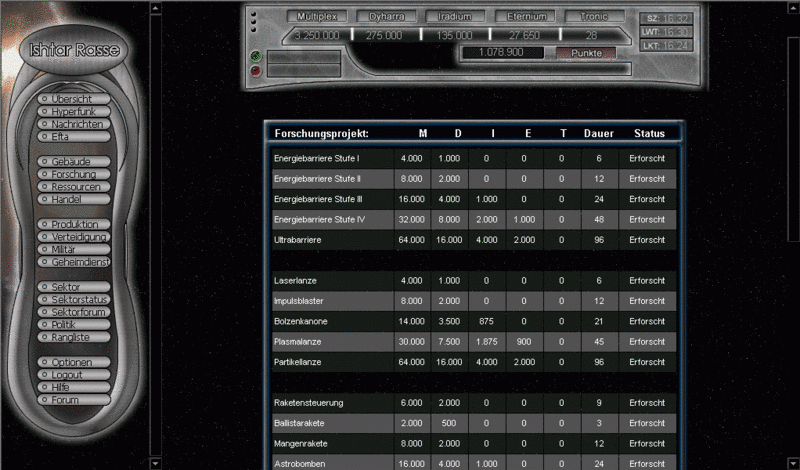 Multiplex Dyharra Iradium Eternium Tronic
3.250.000 275.000 135.000 27.650 28
1.078.900 Punkte
SZ: 16:32
LWT: 16:30
LKT: 16:24
Ishtar Rasse
Übersicht
Hyperfunk
Nachrichten
Efta
Gebäude
Forschung
Ressourcen
Handel
Produktion
Verteidigung
Militär
Geheimdienst
Sektor
Sektorstatus
Sektorforum
Politik
Rangliste
Optionen
Logout
Hilfe
Forum
Forschungsprojekt: M D I E T Dauer Status
Energiebarriere Stufe I 4.000 1.000 0 0 0 6 Erforscht
Energiebarriere Stufe II 8.000 2.000 0 0 0 12 Erforscht
Energiebarriere Stufe III 16.000 4.000 1.000 0 0 24 Erforscht
Energiebarriere Stufe IV 32.000 8.000 2.000 1.000 0 48 Erforscht
Ultrabarriere 64.000 16.000 4.000 2.000 0 96 Erforscht
Laserlanze 4.000 1.000 0 0 0 6 Erforscht
Impulsblaster 8.000 2.000 0 0 0 12 Erforscht
Bolzenkanone 14.000 3.500 875 0 0 21 Erforscht
Plasmalanze 30.000 7.500 1.875 900 0 45 Erforscht
Partikellanze 64.000 16.000 4.000 2.000 0 96 Erforscht
Raketensteuerung 6.000 2.000 0 0 0 9 Erforscht
Ballistarakete 2.000 500 0 0 0 3 Erforscht
Mangenrakete 8.000 2.000 0 0 0 12 Erforscht
Astrobomben 16.000 4.000 1.000 0 0 24 Erforscht